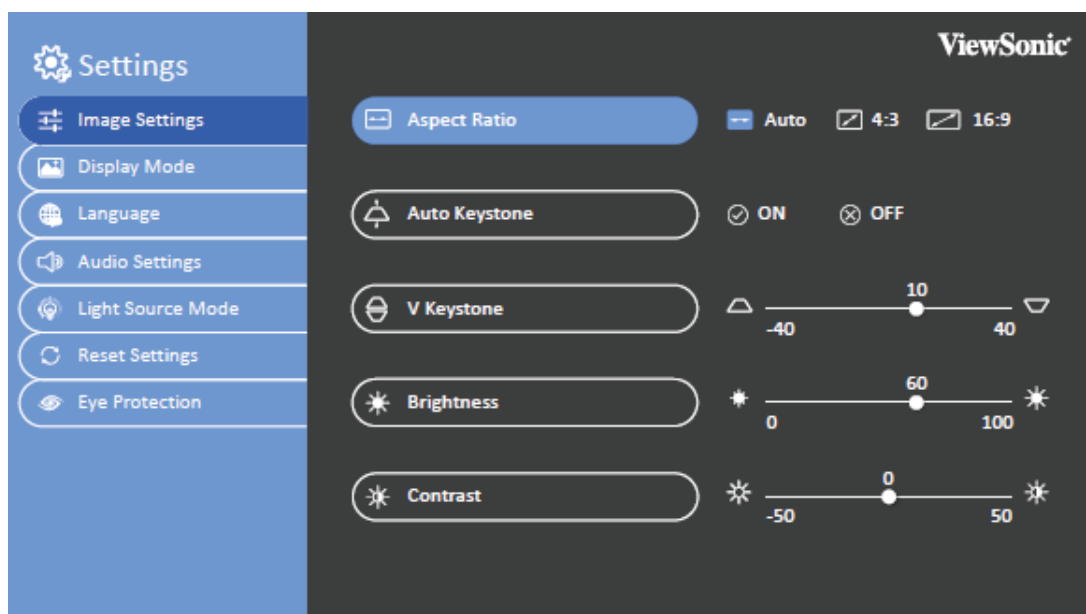 ViewSonic
Settings
Image Settings
Display Mode
Language
Audio Settings
Light Source Mode
Reset Settings
Eye Protection
Aspect Ratio Auto 4:3 16:9
Auto Keystone ON OFF
V Keystone 10
-40 40
Brightness 60
0 100
Contrast 0
-50 50